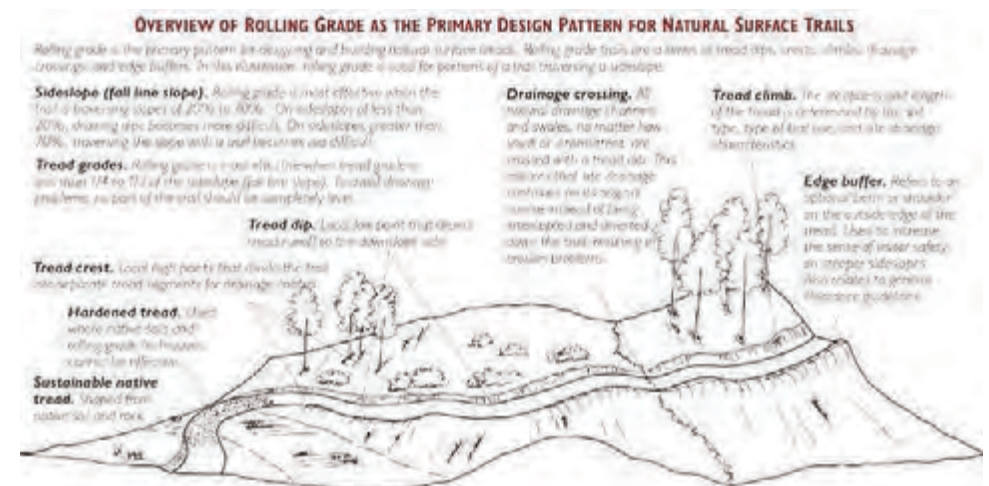 OVERVIEW OF ROLLING GRADE AS THE PRIMARY DESIGN PATTERN FOR NATURAL SURFACE TRAILS
Rolling grade is the primary pattern for designing and building natural surface treads. Rolling grade trails are a series of tread dips, crests, climbs, drainage
crossings, and edge buffers. In this illustration, rolling grade is used for portions of a trail traversing a sideslope.
Sideslope (fall line slope). Rolling grade is most effective when the
trail is traversing slopes of 20% to 70%. On sideslopes of less than
20%, draining dips becomes more difficult. On sideslopes greater than
70%, traversing the slope with a trail becomes more difficult.
Tread grades. Rolling grade is most effective when tread grades
are 1/4 to 1/3 of the sideslope (fall line slope). To avoid drainage
problems, no part of the trail should be completely level.
Tread dip. Local low point that drains
tread runoff to the downslope side.
Tread crest. Local high points that divide the trail
into separate tread segments for drainage
Hardened tread. Used
where native soils and
rolling grade techniques
cannot be effective.
Sustainable native
tread. Shaped from
native soil and rock.
Drainage crossing. All
natural drainage channels
and swales, no matter how
small or are
crossed with a tread dip. This
ensures that site drainage
continues on its original
course instead of being
intercepted and diverted
down the trail, resulting in
erosion problems.
Tread climb. The steepness and length
of the tread is determined by the soil
type, type of trail use, and site drainage
characteristics.
Edge buffer. Refers to an
optional berm or shoulder
on the outside edge of the
tread. Used to increase
the sense of visitor safety
on steeper sideslopes.
Also relates to general
clearance guidelines.